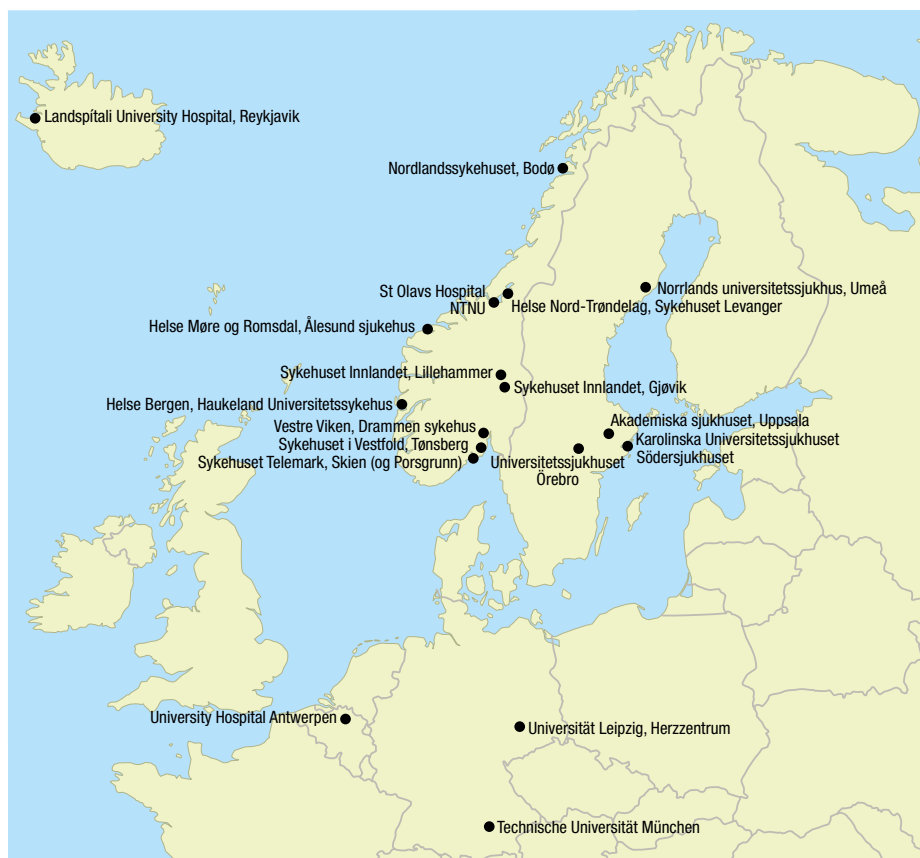 Landspítali University Hospital, Reykjavik
Nordlandssykehuset, Bodø
St Olavs Hospital
NTNU
Norrlands universitetssjukhus, Umeå
Helse Nord-Trøndelag, Sykehuset Levanger
Helse Møre og Romsdal, Ålesund sjukehus
Sykehuset Innlandet, Lillehammer
Sykehuset Innlandet, Gjøvik
Helse Bergen, Haukeland Universitetssykehus
Vestre Viken, Drammen sykehus
Sykehuset i Vestfold, Tønsberg
Sykehuset Telemark, Skien (og Porsgrunn)
Akademiska sjukhuset, Uppsala
Karolinska Universitetssjukhuset
Södersjukhuset
Universitetssjukhuset
Örebro
University Hospital Antwerpen
Universität Leipzig, Herzzentrum
Technische Universität München